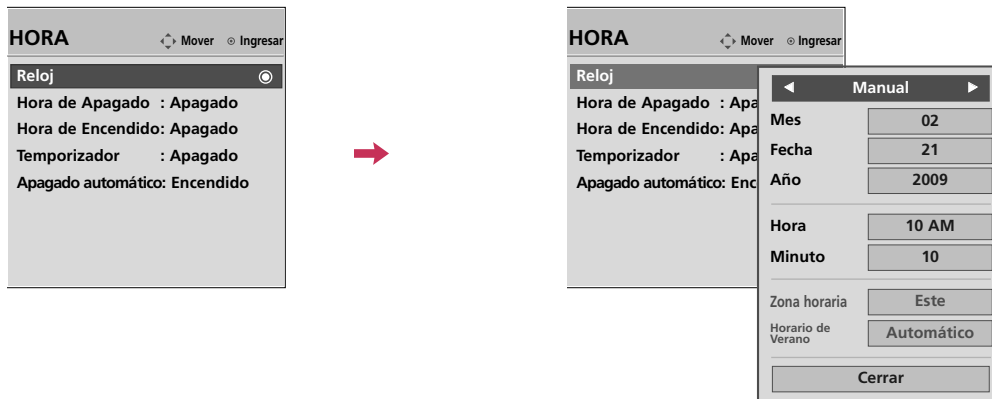 HORA Mover Ingresar
Reloj
Hora de Apagado : Apagado
Hora de Encendido: Apagado
Temporizador : Apagado
Apagado automático: Encendido
HORA Mover Ingresar
Reloj
Hora de Apagado : Apa
Hora de Encendido: Apa
Temporizador : Apa
Apagado automático: Enc
Manual
Mes 02
Fecha 21
Año 2009
Hora 10 AM
Minuto 10
Zona horaria Este
Horario de
Verano Automático
Cerrar